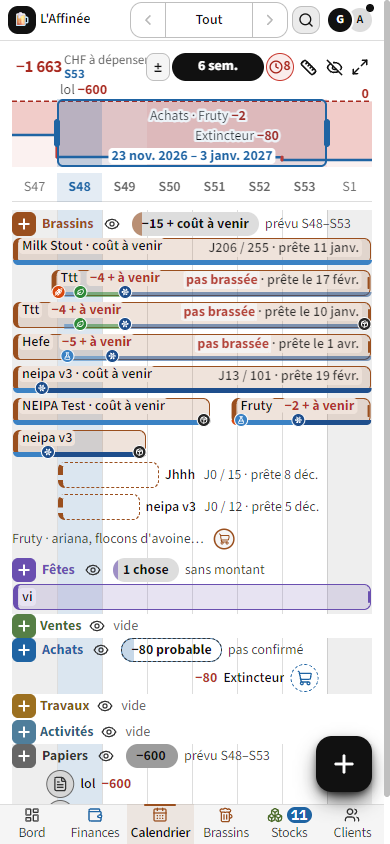 L'Affinée
Tout
G A
−1 663 CHF à dépenser
S53
±
6 sem.
8
lol −600
0
Achats · Fruty −2
Extincteur −80
23 nov. 2026 – 3 janv. 2027
S47 S48 S49 S50 S51 S52 S53 S1
Brassins −15 + coût à venir prévu S48–S53
Milk Stout · coût à venir J206 / 255 · prête 11 janv.
Ttt −4 + à venir pas brassée · prête le 17 févr.
Ttt −4 + à venir pas brassée · prête le 10 janv.
Hefe −5 + à venir pas brassée · prête le 1 avr.
neipa v3 · coût à venir J13 / 101 · prête 19 févr.
NEIPA Test · coût à venir Fruty −2 + à venir
neipa v3
Jhhh J0 / 15 · prête 8 déc.
neipa v3 J0 / 12 · prête 5 déc.
Fruty · ariana, flocons d'avoine…
Fêtes 1 chose sans montant
vi
Ventes vide
Achats −80 probable pas confirmé
−80 Extincteur
Travaux vide
Activités vide
Papiers −600 prévu S48–S53
lol −600
Bord Finances Calendrier Brassins Stocks 11 Clients